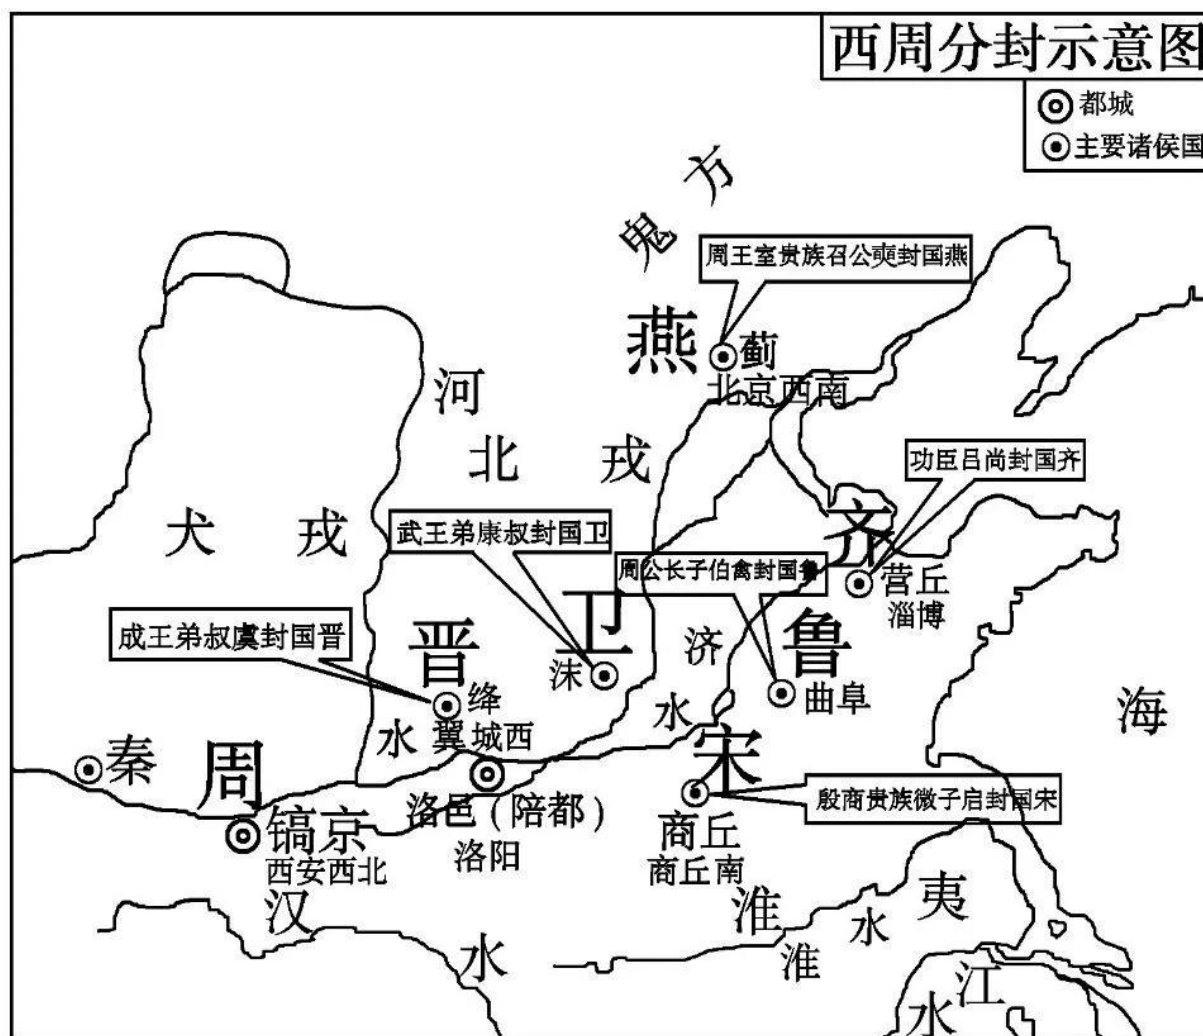 西周分封示意图
都城
主要诸侯国
鬼方
周王室贵族召公奭封国燕
燕
蓟
北京西南
河
北戎
犬戎
功臣吕尚封国齐
武王弟康叔封国卫
齐
周公长子伯禽封国鲁
营丘
淄博
卫
成王弟叔虞封国晋
晋
济
鲁
沫
曲阜
绛
海
水
翼城西
水
宋
秦
周
洛邑(陪都)
殷商贵族微子启封国宋
镐京
商丘
洛阳
西安西北
商丘南
汉
淮
夷
水
水
淮
江
水